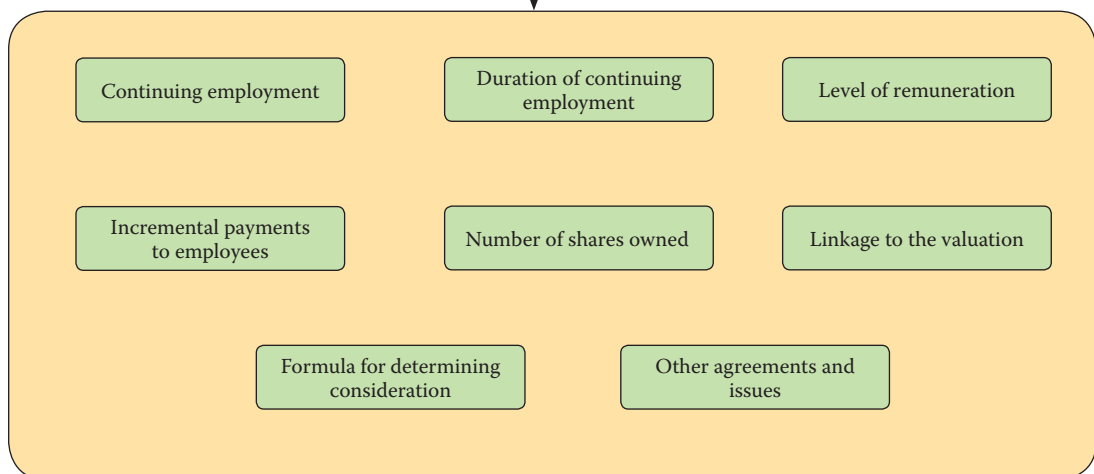 Continuing employment
Duration of continuing
employment
Level of remuneration
Incremental payments
to employees
Number of shares owned
Linkage to the valuation
Formula for determining
consideration
Other agreements and
issues